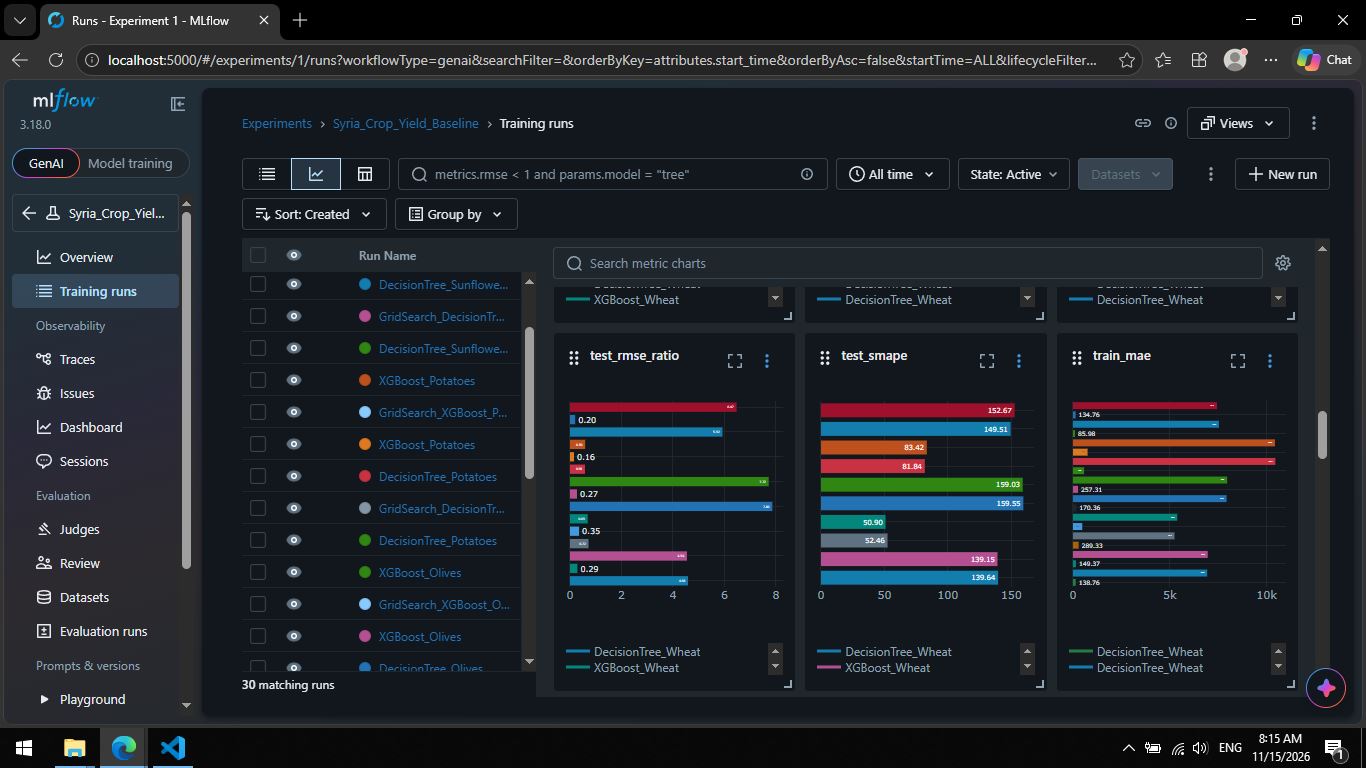 Runs - Experiment 1 - MLflow
localhost:5000/#/experiments/1/runs?workflowType=genai&searchFilter=&orderByKey=attributes.start_time&orderByAsc=false&startTime=ALL&lifecycleFilter...
Chat
mlflow
3.18.0
GenAI
Model training
Syria_Crop_Yiel...
Overview
Training runs
Observability
Traces
Issues
Dashboard
Sessions
Evaluation
Judges
Review
Datasets
Evaluation runs
Prompts & versions
Playground
Experiments › Syria_Crop_Yield_Baseline › Training runs
Views
metrics.rmse < 1 and params.model = "tree"
All time
State: Active
Datasets
New run
Sort: Created
Group by
Run Name
DecisionTree_Sunflowe...
GridSearch_DecisionTr...
DecisionTree_Sunflowe...
XGBoost_Potatoes
GridSearch_XGBoost_P...
XGBoost_Potatoes
DecisionTree_Potatoes
GridSearch_DecisionTr...
DecisionTree_Potatoes
XGBoost_Olives
GridSearch_XGBoost_O...
XGBoost_Olives
DecisionTree_Olives
30 matching runs
Search metric charts
XGBoost_Wheat
DecisionTree_Wheat
DecisionTree_Wheat
test_rmse_ratio
0.20
0.16
0.27
0.35
0.29
0 2 4 6 8
DecisionTree_Wheat
XGBoost_Wheat
test_smape
152.67
149.51
83.42
81.84
159.03
159.55
50.90
52.46
139.15
139.64
0 50 100 150
DecisionTree_Wheat
XGBoost_Wheat
train_mae
134.76
85.98
257.31
170.36
289.33
149.37
138.76
0 5k 10k
DecisionTree_Wheat
DecisionTree_Wheat
ENG
8:15 AM
11/15/2026
1